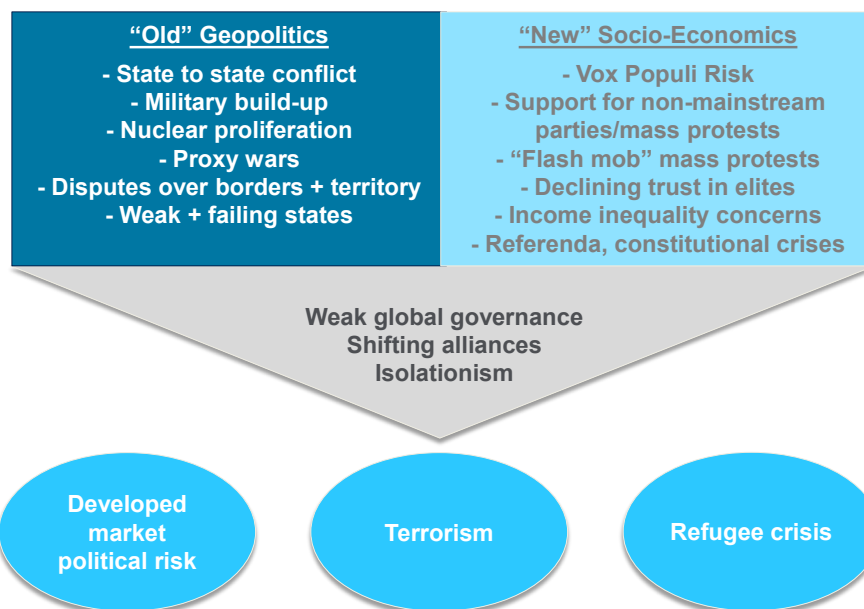 “Old” Geopolitics
- State to state conflict
- Military build-up
- Nuclear proliferation
- Proxy wars
- Disputes over borders + territory
- Weak + failing states
“New” Socio-Economics
- Vox Populi Risk
- Support for non-mainstream
parties/mass protests
- “Flash mob” mass protests
- Declining trust in elites
- Income inequality concerns
- Referenda, constitutional crises
Weak global governance
Shifting alliances
Isolationism
Developed
market
political risk
Terrorism
Refugee crisis